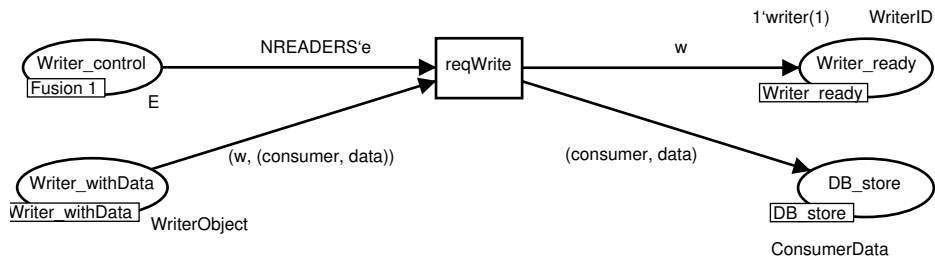 1‘writer(1) WriterID
NREADERS‘e
w
Writer_control
reqWrite
Writer_ready
Fusion 1
Writer_ready
E
(w, (consumer, data))
(consumer, data)
Writer_withData
DB_store
Writer_withData
DB_store
WriterObject
ConsumerData